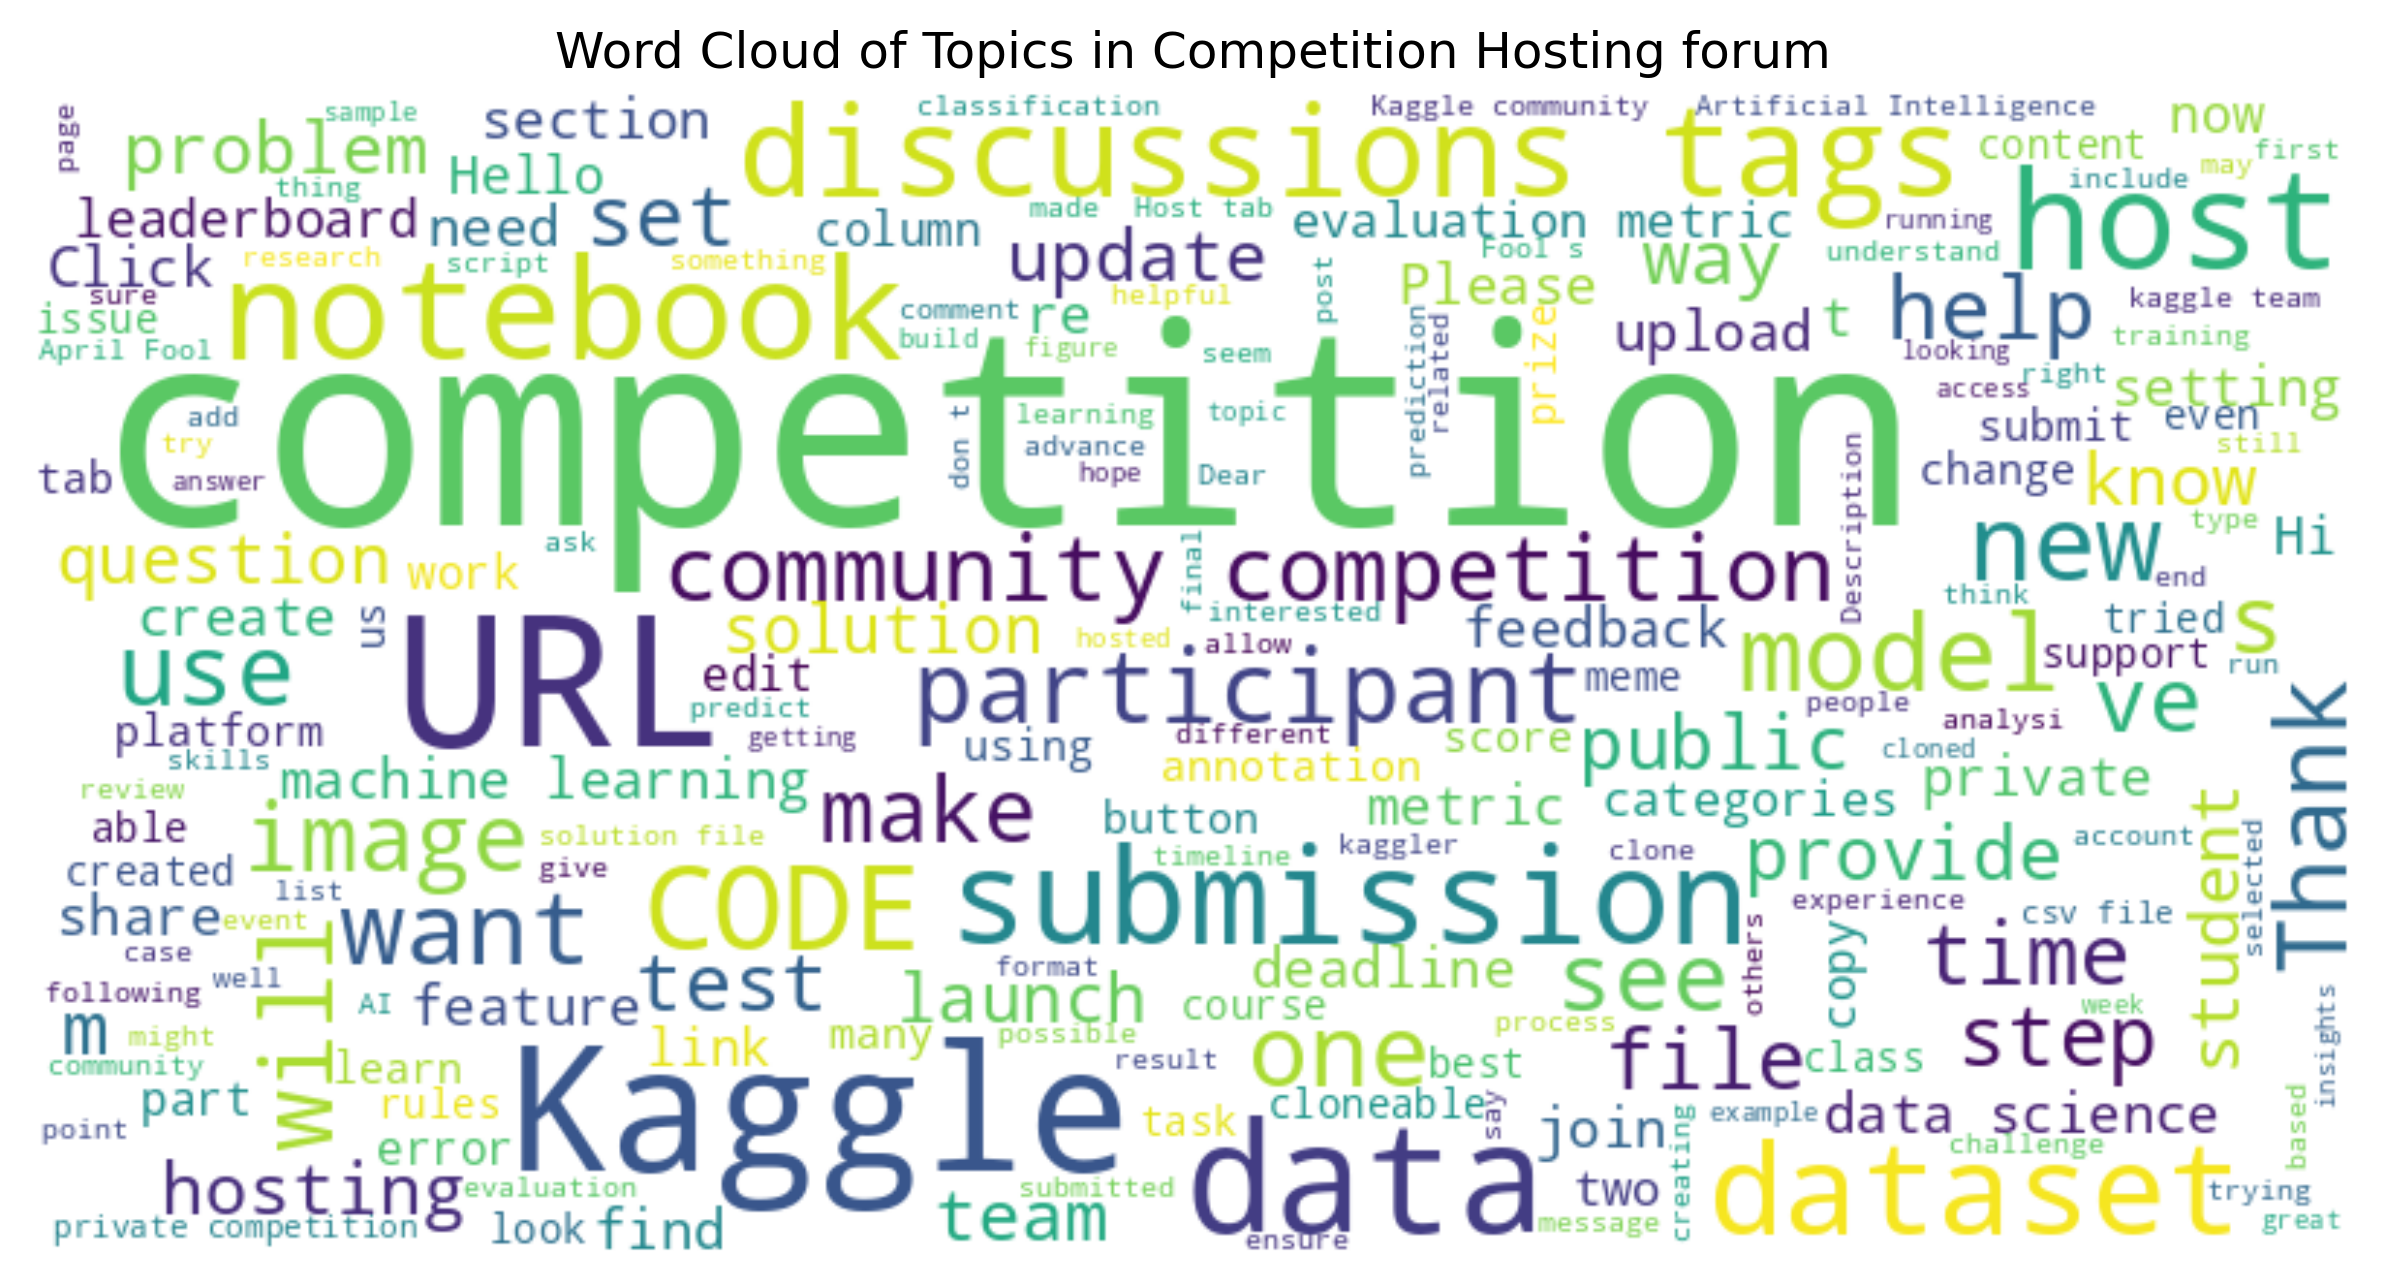 Word Cloud of Topics in Competition Hosting forum
page
sample
problem
thing
section
Hello
discussions tags
classification
Kaggle community
Artificial Intelligence
now
content
first
may
include
host
leaderboard
need
set
column
made
Host tab
evaluation metric
running
Click
research
script
something
update
Fool s
way
understand
sure
issue
April Fool
notebook
comment
build
helpful
re
figure
seem
post
Please
prediction
related
prize
upload
t
help
kaggle team
training
looking
right
access
setting
competition
add
try
answer
tab
don t
learning
advance
hope
topic
Dear
submit
even
still
change
know
Description
question
work
ask
community competition
final
new
type
Hi
end
think
create
us
URL
solution
interested
hosted
allow
feedback
tried
s
use
edit
predict
participant
meme
model
support
run
platform
skills
getting
using
different
score
public
people
analysi
cloned
ve
Thank
review
machine learning
annotation
private
able
image
solution file
make
button
metric
categories
created
give
timeline
kaggler
clone
provide
account
student
selected
list
share
event
want
CODE
submission
experience
csv file
case
well
will
test
format
deadline
see
others
copy
time
following
AI
feature
launch
course
m
might
link
many
possible
process
week
step
insights
community
learn
result
one
best
file
class
part
rules
Kaggle
task
cloneable
say
join
example
data science
based
point
error
data
creating
challenge
hosting
evaluation
submitted
two
dataset
trying
private competition
look
find
team
ensure
message
great